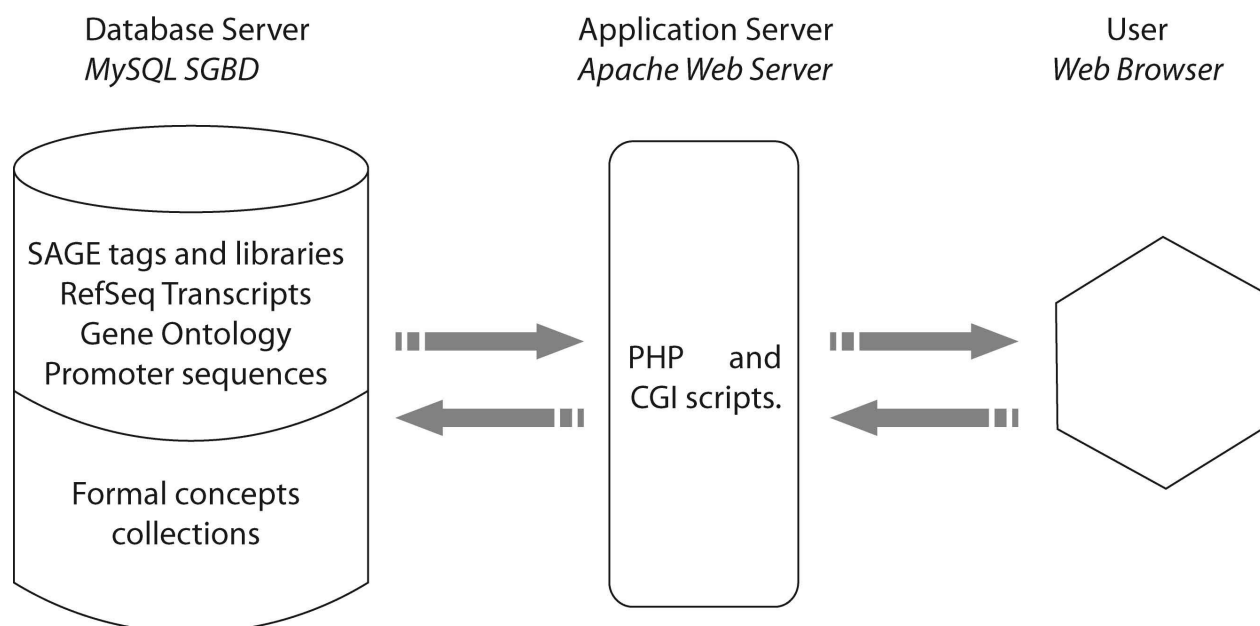 Database Server
MySQL SGBD
Application Server
Apache Web Server
User
Web Browser
SAGE tags and libraries
RefSeq Transcripts
Gene Ontology
Promoter sequences
Formal concepts
collections
PHP and
CGI scripts.